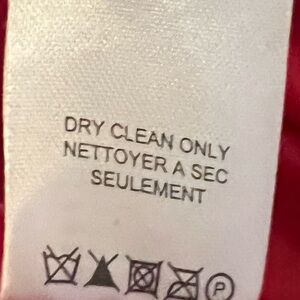 DRY CLEAN ONLY
NETTOYER A SEC
SEULEMENT
P